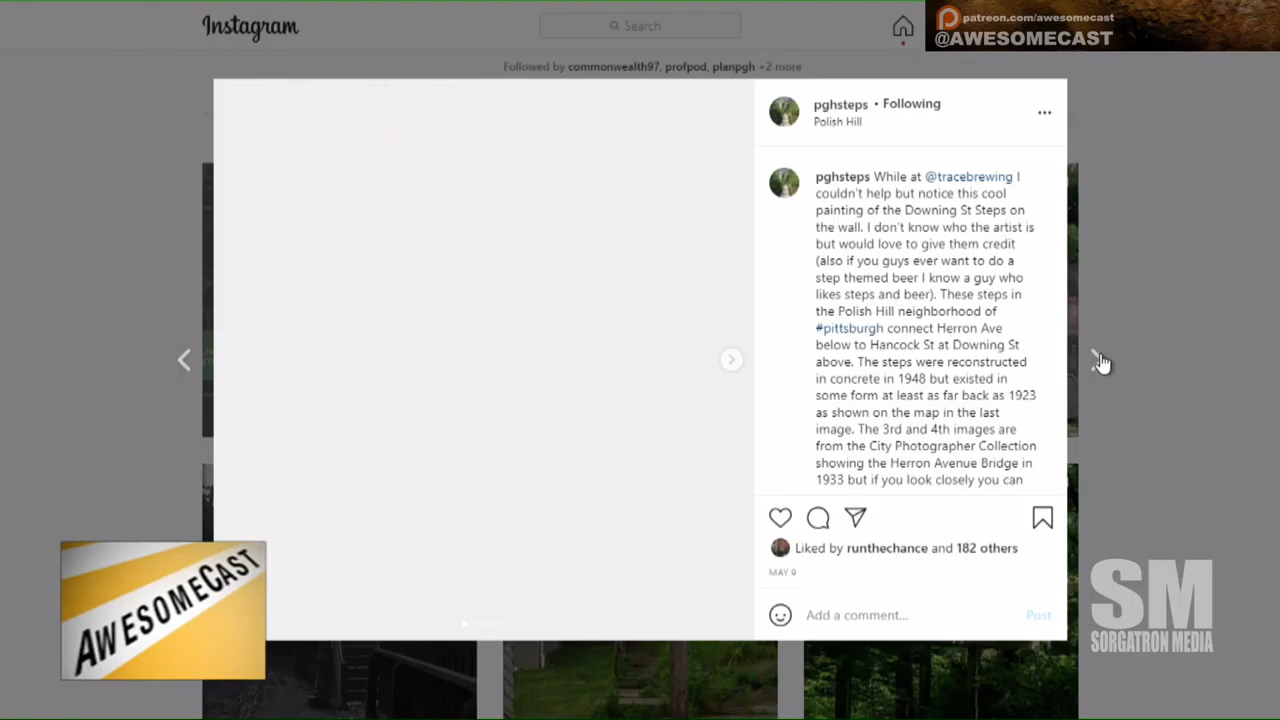 Instagram
Search
patreon.com/awesomecast
@AWESOMECAST
Followed by commonwealth97, profpod, planpgh +2 more
pghsteps • Following
Polish Hill
pghsteps While at @tracebrewing I
couldn't help but notice this cool
painting of the Downing St Steps on
the wall. I don't know who the artist is
but would love to give them credit
(also if you guys ever want to do a
step themed beer I know a guy who
likes steps and beer). These steps in
the Polish Hill neighborhood of
#pittsburgh connect Herron Ave
below to Hancock St at Downing St
above. The steps were reconstructed
in concrete in 1948 but existed in
some form at least as far back as 1923
as shown on the map in the last
image. The 3rd and 4th images are
from the City Photographer Collection
showing the Herron Avenue Bridge in
1933 but if you look closely you can
Liked by runthechance and 182 others
MAY 9
Add a comment...
Post
AWESOMECAST
SM
SORGATRON MEDIA